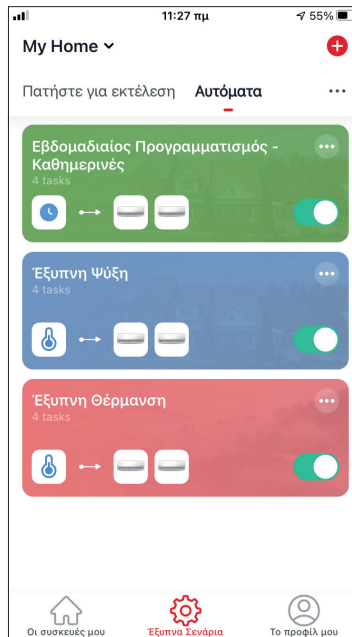 11:27 πμ
55%
My Home
Πατήστε για εκτέλεση Αυτόματα
Εβδομαδιαίος Προγραμματισμός -
Καθημερινές
4 tasks
Έξυπνη Ψύξη
4 tasks
Έξυπνη Θέρμανση
4 tasks
Οι συσκευές μου Έξυπνα Σενάρια Το προφίλ μου